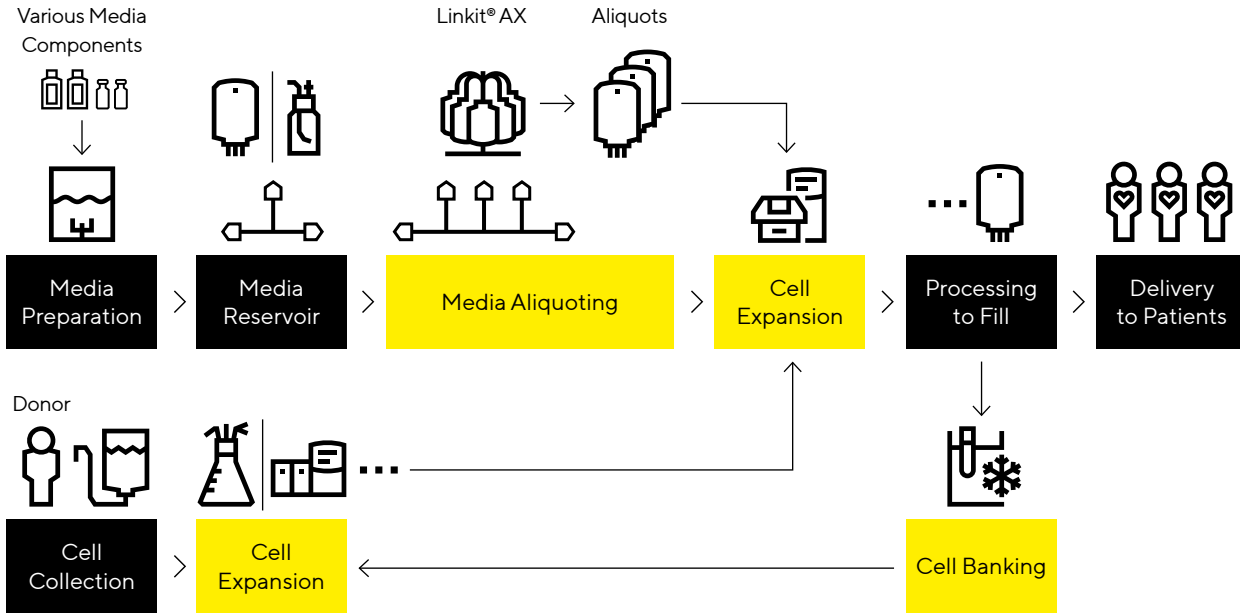 Various Media
Components
Linkit® AX
Aliquots
Media
Preparation
Media
Reservoir
Media Aliquoting
Cell
Expansion
Processing
to Fill
Delivery
to Patients
Donor
Cell
Collection
Cell
Expansion
Cell Banking